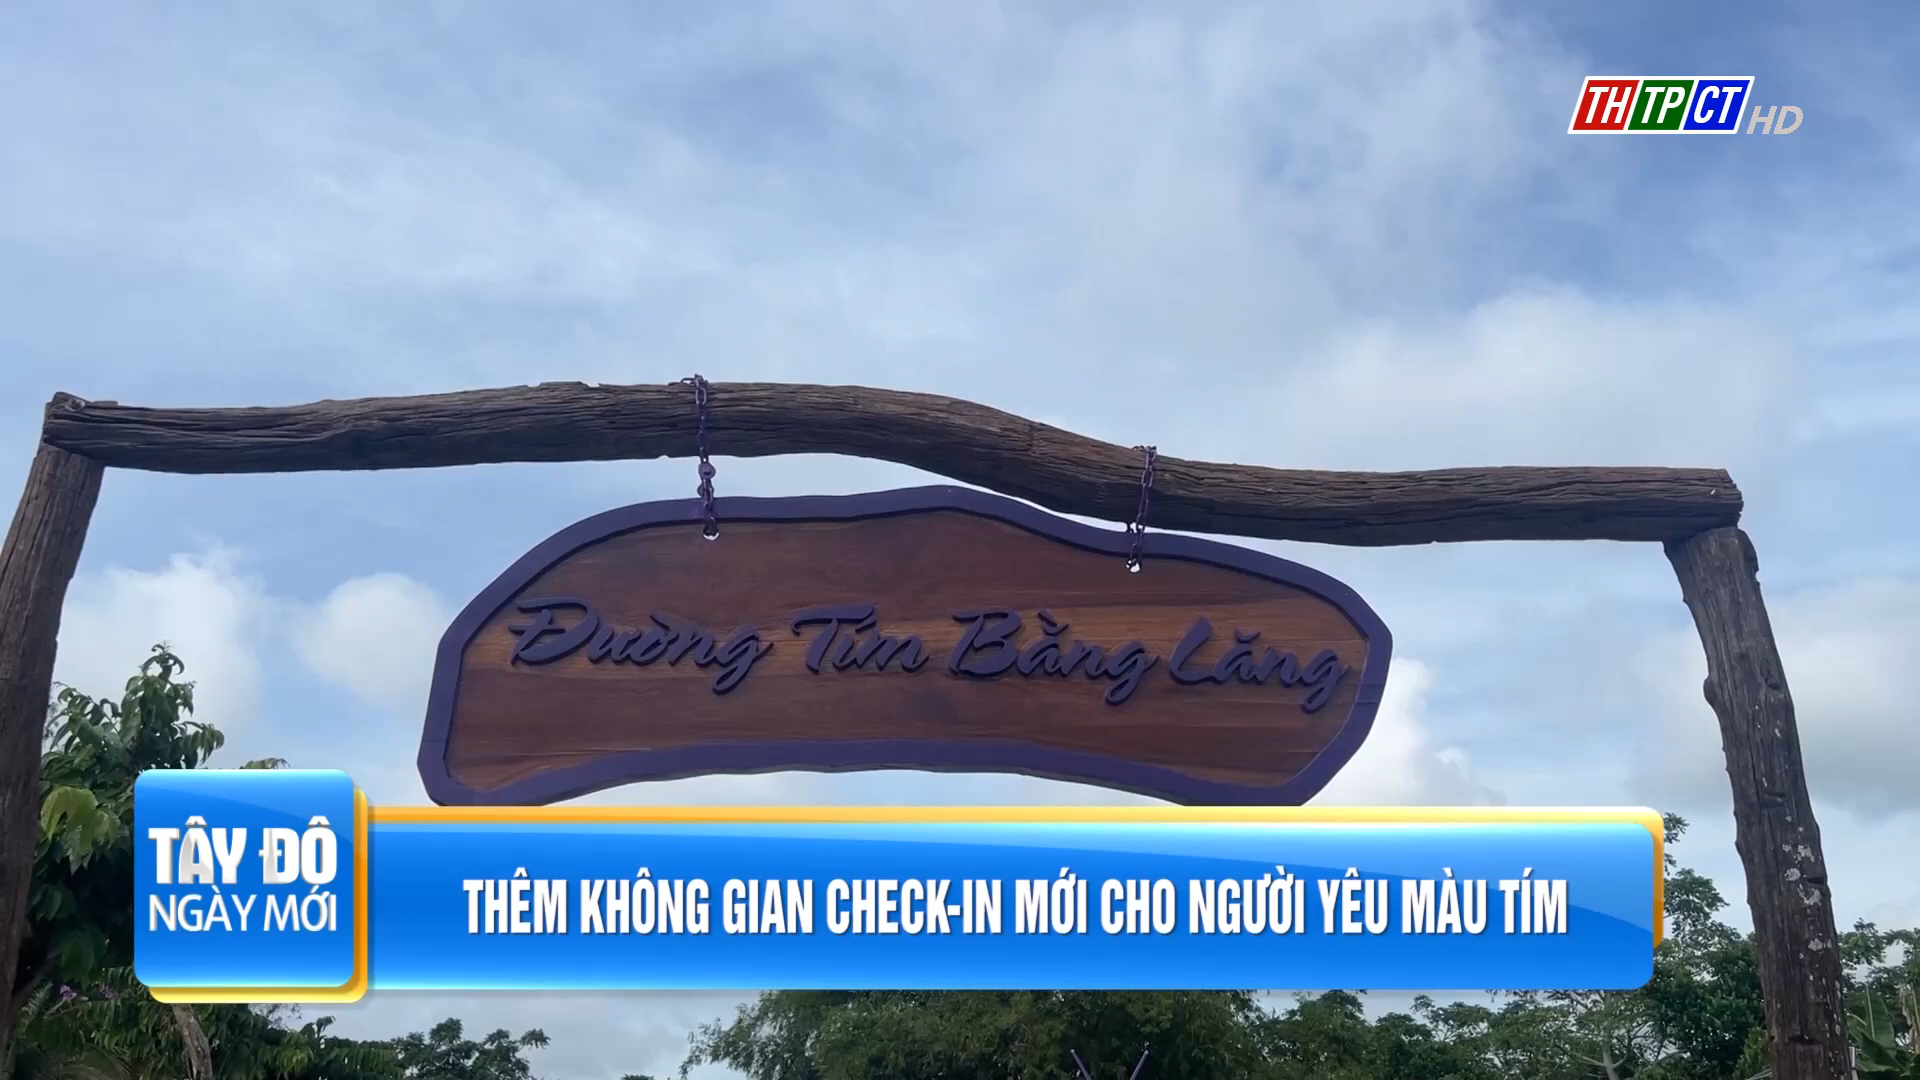 THTPCT HD
Đường Tím Bằng Lăng
TÂY ĐÔ
NGÀY MỚI
THÊM KHÔNG GIAN CHECK-IN MỚI CHO NGƯỜI YÊU MÀU TÍM